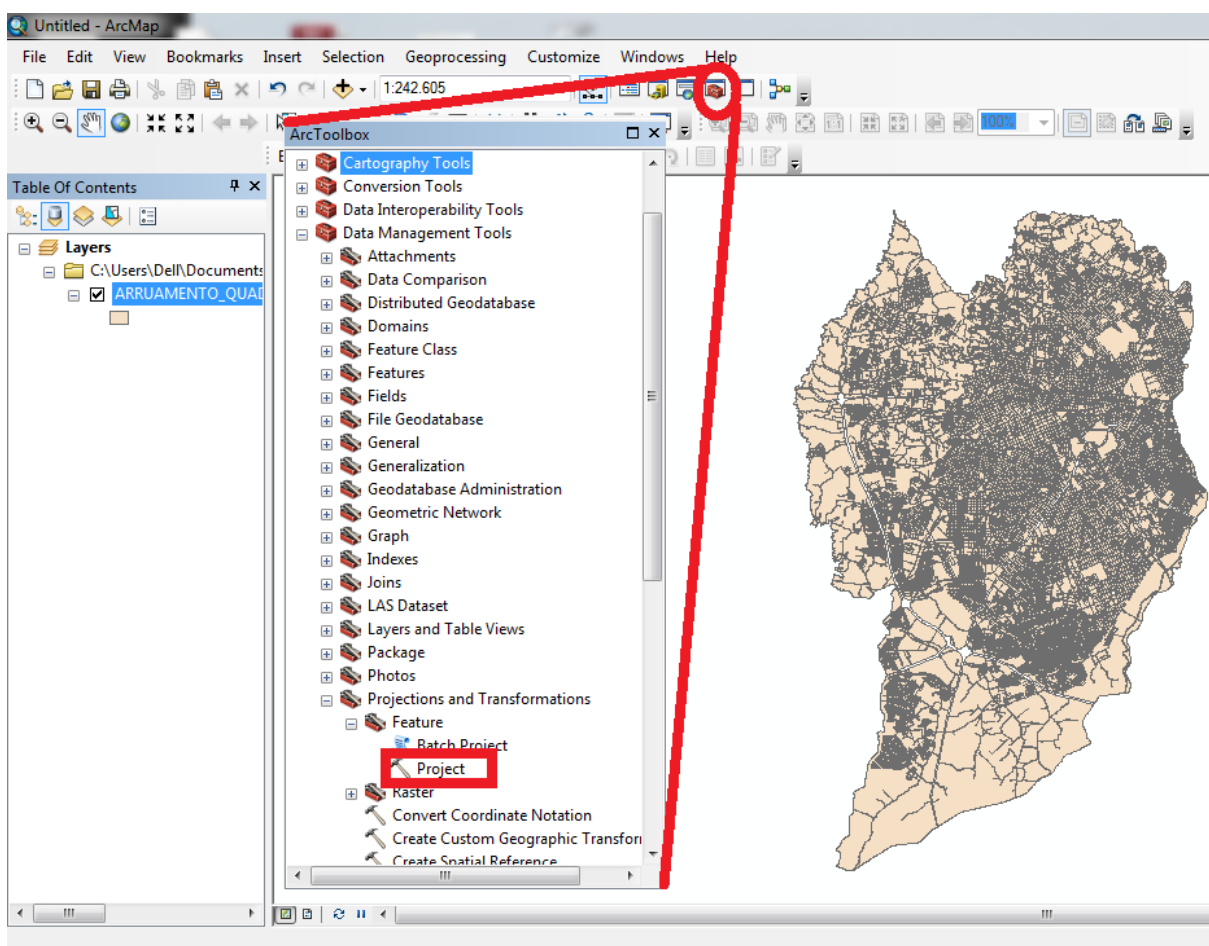 Untitled - ArcMap
File Edit View Bookmarks Insert Selection Geoprocessing Customize Windows Help
1:242.605
100%
ArcToolbox
Cartography Tools
Conversion Tools
Data Interoperability Tools
Data Management Tools
Attachments
Data Comparison
Distributed Geodatabase
Domains
Feature Class
Features
Fields
File Geodatabase
General
Generalization
Geodatabase Administration
Geometric Network
Graph
Indexes
Joins
LAS Dataset
Layers and Table Views
Package
Photos
Projections and Transformations
Feature
Batch Project
Project
Raster
Convert Coordinate Notation
Create Custom Geographic Transfor
Create Spatial Reference
Table Of Contents
Layers
C:\Users\Dell\Documents
ARRUAMENTO_QUAD